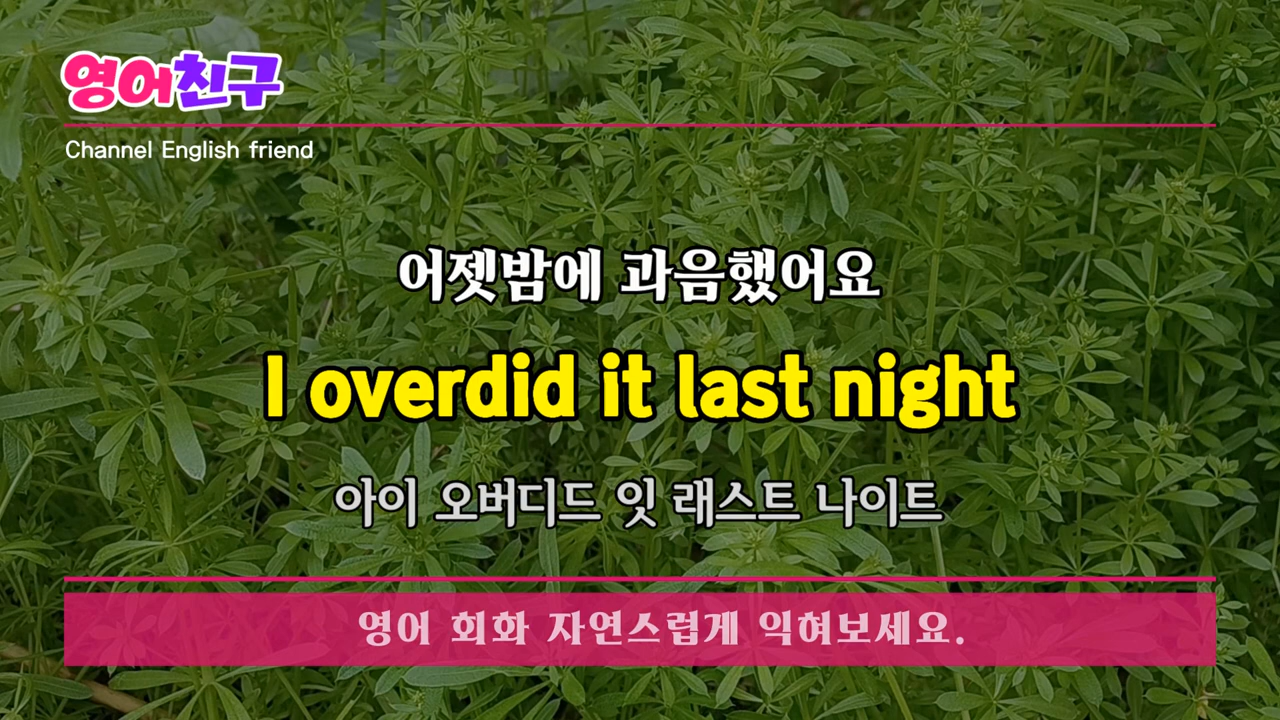 영어친구
Channel English friend
어젯밤에 과음했어요
I overdid it last night
아이 오버디드 잇 래스트 나이트
영어 회화 자연스럽게 익혀보세요.